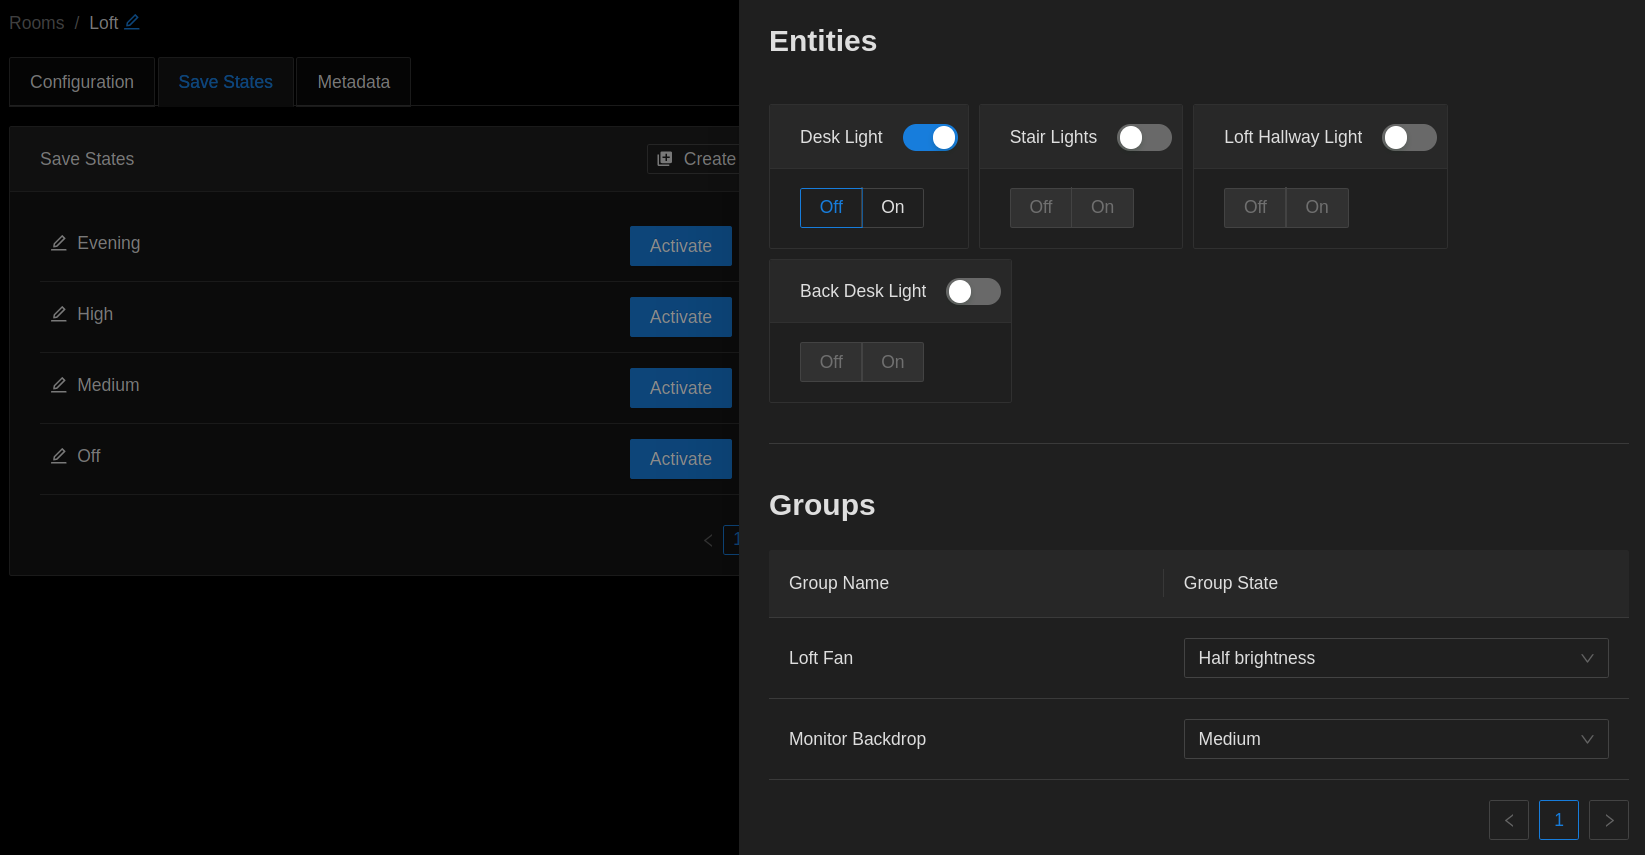 Rooms / Loft
Configuration
Save States
Metadata
Save States
Create
Evening
Activate
High
Activate
Medium
Activate
Off
Activate
1
Entities
Desk Light
Off
On
Stair Lights
Off
On
Loft Hallway Light
Off
On
Back Desk Light
Off
On
Groups
Group Name
Group State
Loft Fan
Half brightness
Monitor Backdrop
Medium
1